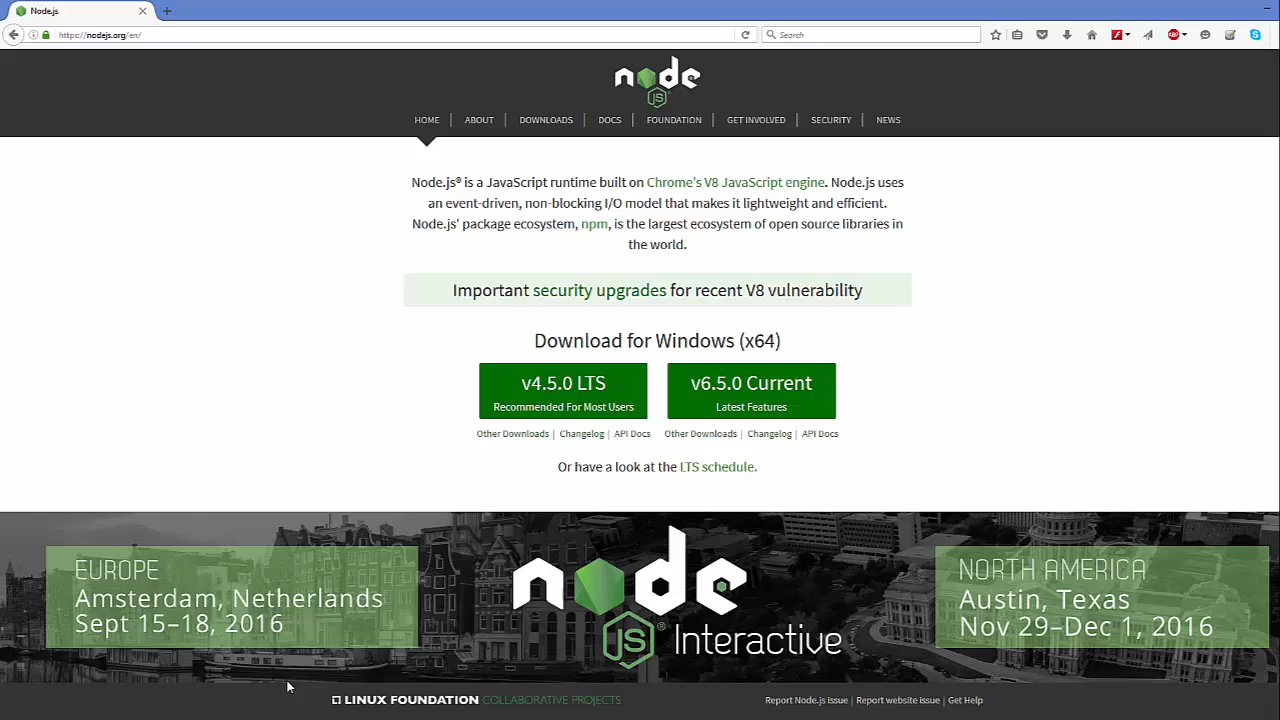 Node.js
https://nodejs.org/en/
Search
node
JS
HOME | ABOUT | DOWNLOADS | DOCS | FOUNDATION | GET INVOLVED | SECURITY | NEWS
Node.js® is a JavaScript runtime built on Chrome's V8 JavaScript engine. Node.js uses
an event-driven, non-blocking I/O model that makes it lightweight and efficient.
Node.js' package ecosystem, npm, is the largest ecosystem of open source libraries in
the world.
Important security upgrades for recent V8 vulnerability
Download for Windows (x64)
v4.5.0 LTS
Recommended For Most Users
v6.5.0 Current
Latest Features
Other Downloads | Changelog | API Docs
Other Downloads | Changelog | API Docs
Or have a look at the LTS schedule.
EUROPE
Amsterdam, Netherlands
Sept 15–18, 2016
node
JS® Interactive
NORTH AMERICA
Austin, Texas
Nov 29–Dec 1, 2016
LINUX FOUNDATION COLLABORATIVE PROJECTS
Report Node.js issue | Report website issue | Get Help